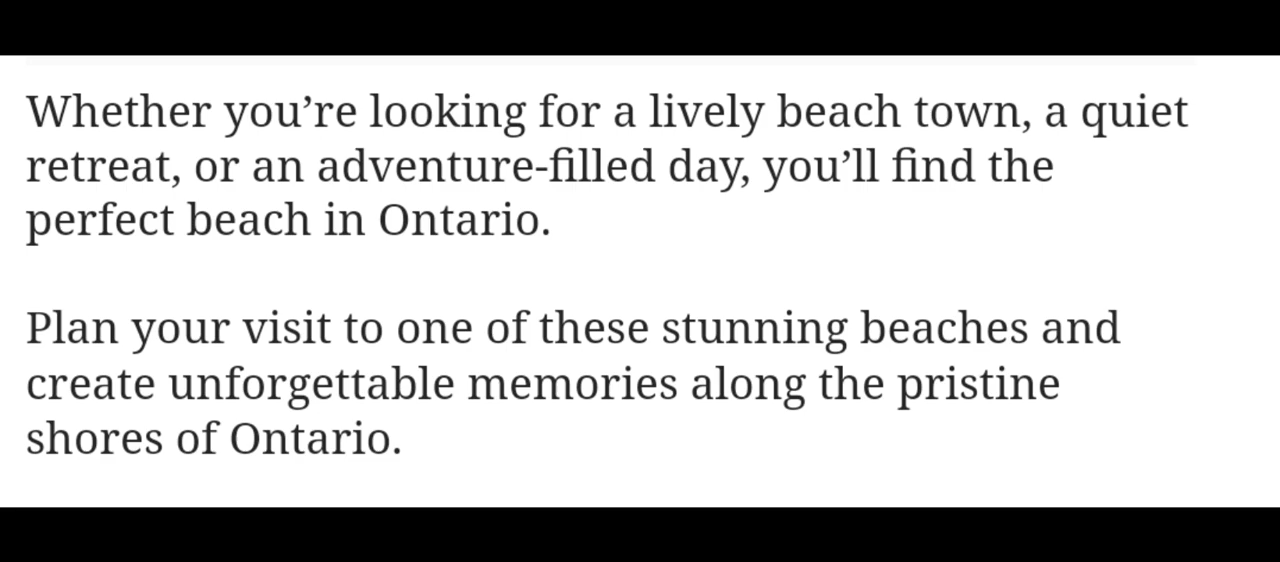 Whether you’re looking for a lively beach town, a quiet
retreat, or an adventure-filled day, you’ll find the
perfect beach in Ontario.
Plan your visit to one of these stunning beaches and
create unforgettable memories along the pristine
shores of Ontario.